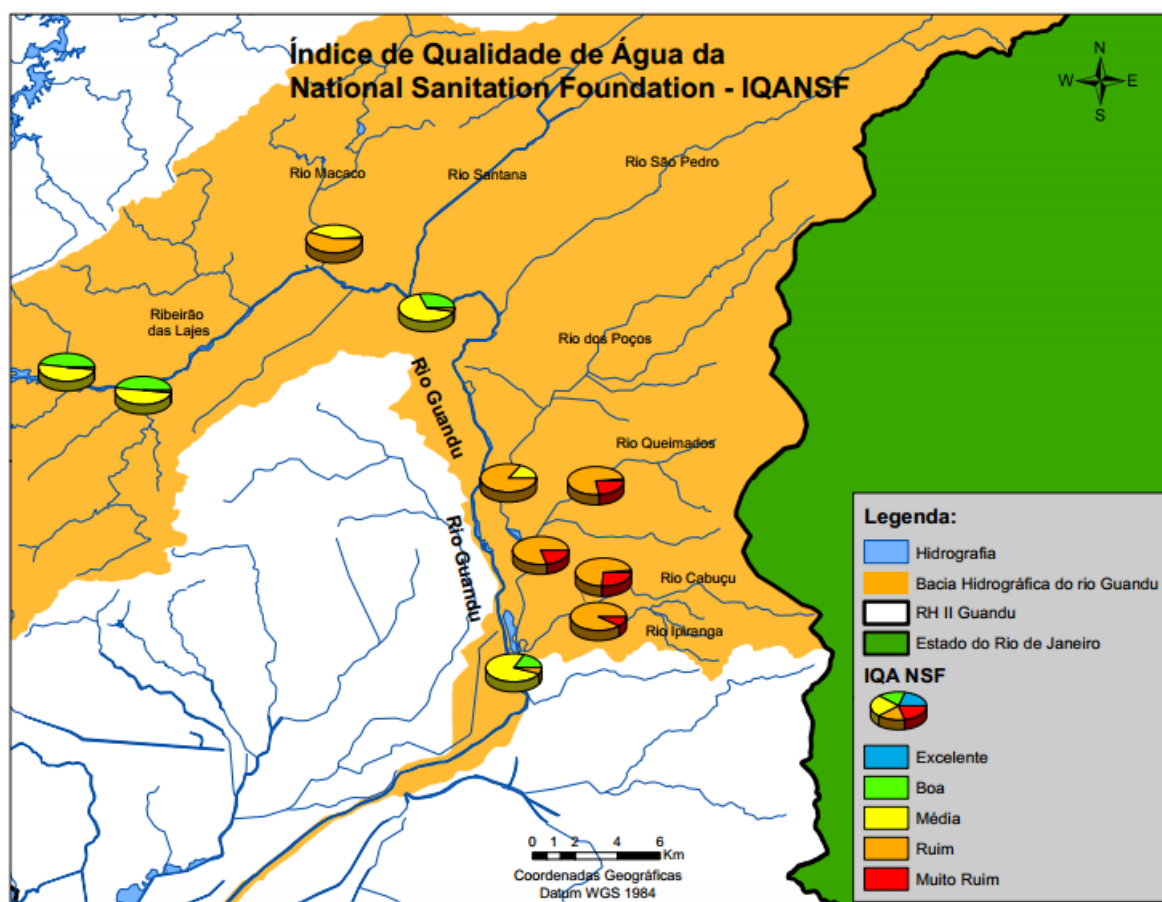 Índice de Qualidade de Água da
National Sanitation Foundation - IQANSF
N
W
E
S
Rio São Pedro
Rio Macaco
Rio Santana
Ribeirão
das Lajes
Rio dos Poços
Rio Guandu
Rio Queimados
Rio Guandu
Rio Cabuçu
Rio Ipiranga
0 1 2 4 6
Km
Coordenadas Geográficas
Datum WGS 1984
Legenda:
Hidrografia
Bacia Hidrográfica do rio Guandu
RH II Guandu
Estado do Rio de Janeiro
IQA NSF
Excelente
Boa
Média
Ruim
Muito Ruim